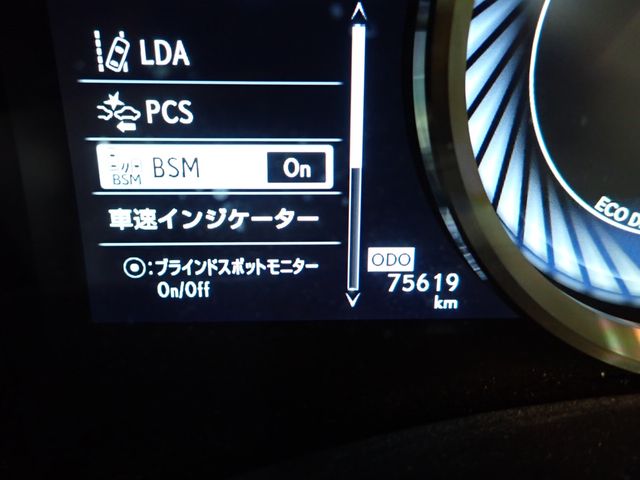 LDA
PCS
BSM BSM On
車速インジケーター
◉:ブラインドスポットモニター
On/Off
ODO
75619
km
ECO D